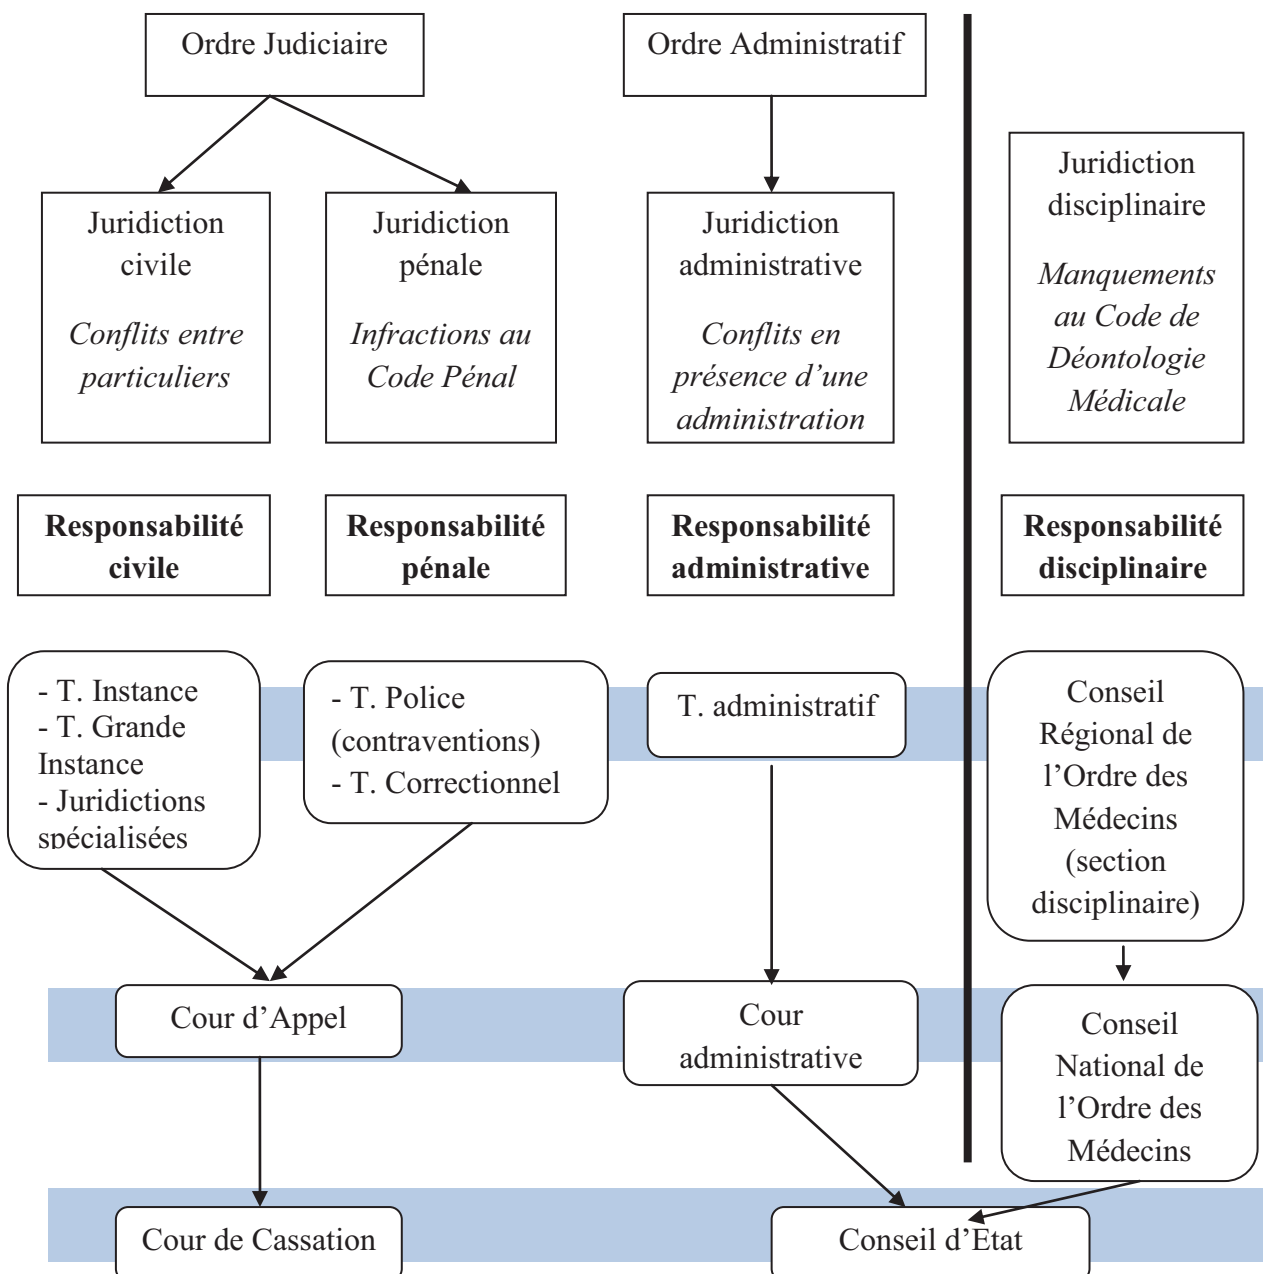 Ordre Judiciaire
Ordre Administratif
Juridiction
civile
Conflits entre
particuliers
Juridiction
pénale
Infractions au
Code Pénal
Juridiction
administrative
Conflits en
présence d’une
administration
Juridiction
disciplinaire
Manquements
au Code de
Déontologie
Médicale
Responsabilité
civile
Responsabilité
pénale
Responsabilité
administrative
Responsabilité
disciplinaire
- T. Instance
- T. Grande
Instance
- Juridictions
spécialisées
- T. Police
(contraventions)
- T. Correctionnel
T. administratif
Conseil
Régional de
l’Ordre des
Médecins
(section
disciplinaire)
Cour d’Appel
Cour
administrative
Conseil
National de
l’Ordre des
Médecins
Cour de Cassation
Conseil d’Etat